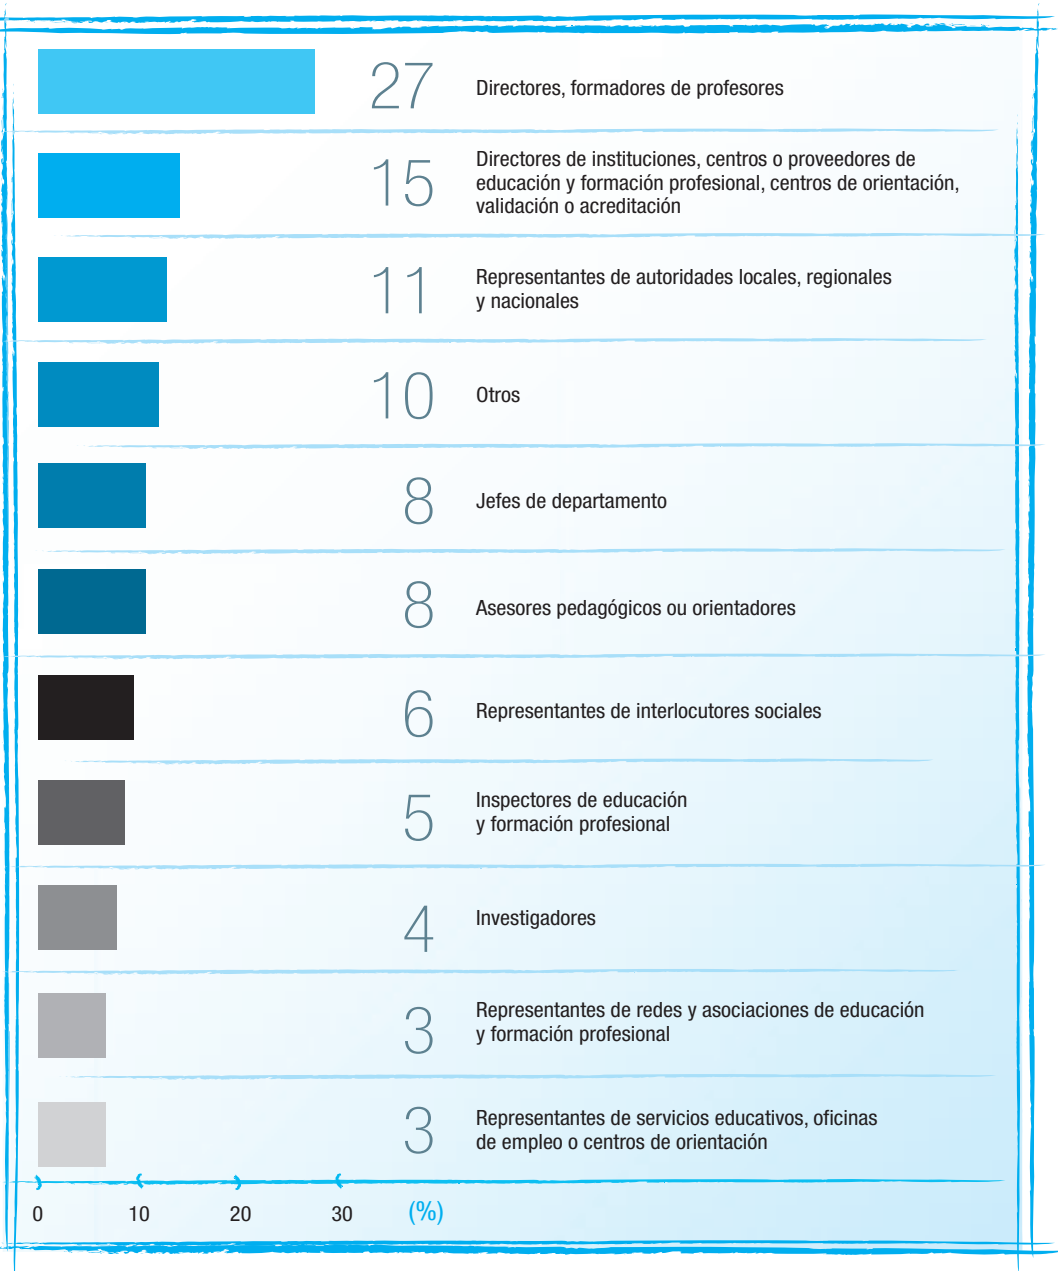 27
Directores, formadores de profesores
15
Directores de instituciones, centros o proveedores de
educación y formación profesional, centros de orientación,
validación o acreditación
11
Representantes de autoridades locales, regionales
y nacionales
10
Otros
8
Jefes de departamento
8
Asesores pedagógicos ou orientadores
6
Representantes de interlocutores sociales
5
Inspectores de educación
y formación profesional
4
Investigadores
3
Representantes de redes y asociaciones de educación
y formación profesional
3
Representantes de servicios educativos, oficinas
de empleo o centros de orientación
0 10 20 30 (%)